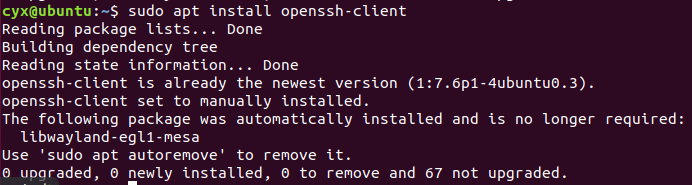 cyx@ubuntu:~$ sudo apt install openssh-client
Reading package lists... Done
Building dependency tree
Reading state information... Done
openssh-client is already the newest version (1:7.6p1-4ubuntu0.3).
openssh-client set to manually installed.
The following package was automatically installed and is no longer required:
  libwayland-egl1-mesa
Use 'sudo apt autoremove' to remove it.
0 upgraded, 0 newly installed, 0 to remove and 67 not upgraded.